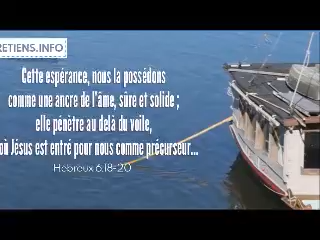 RETIENS.INFO
Cette espérance, nous la possédons
comme une ancre de l'âme, sûre et solide ;
elle pénètre au delà du voile,
où Jésus est entré pour nous comme précurseur...
Hébreux 6.18-20